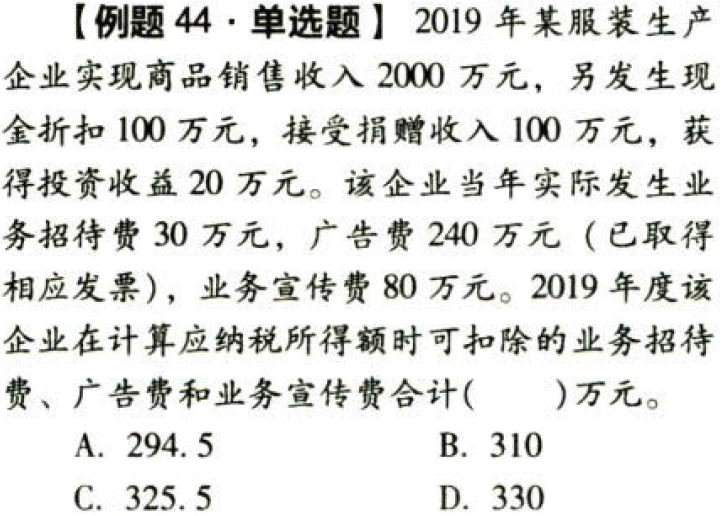 【例题 44·单选题】 2019 年某服装生产
企业实现商品销售收入 2000 万元，另发生现
金折扣 100 万元，接受捐赠收入 100 万元，获
得投资收益 20 万元。该企业当年实际发生业
务招待费 30 万元，广告费 240 万元（已取得
相应发票），业务宣传费 80 万元。2019 年度该
企业在计算应纳税所得额时可扣除的业务招待
费、广告费和业务宣传费合计(　　)万元。
A. 294.5　　B. 310
C. 325.5　　D. 330